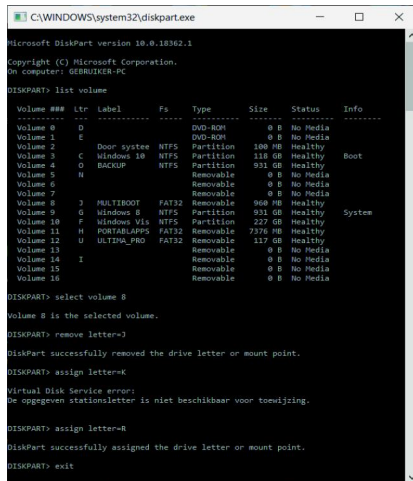 C:\WINDOWS\system32\diskpart.exe
Microsoft DiskPart version 10.0.18362.1
Copyright (C) Microsoft Corporation.
On computer: GEBRUIKER-PC
DISKPART> list volume
Volume ### Ltr Label Fs Type Size Status Info
---------- --- ----------- ----- ---------- ------- --------- --------
Volume 0 D DVD-ROM 0 B No Media
Volume 1 E DVD-ROM 0 B No Media
Volume 2 Door systee NTFS Partition 100 MB Healthy
Volume 3 C Windows 10 NTFS Partition 118 GB Healthy Boot
Volume 4 O BACKUP NTFS Partition 931 GB Healthy
Volume 5 N Removable 0 B No Media
Volume 6 Removable 0 B No Media
Volume 7 Removable 0 B No Media
Volume 8 J MULTIBOOT FAT32 Removable 960 MB Healthy
Volume 9 G Windows 8 NTFS Partition 931 GB Healthy System
Volume 10 F Windows Vis NTFS Partition 227 GB Healthy
Volume 11 H PORTABLAPPS FAT32 Removable 7376 MB Healthy
Volume 12 U ULTIMA_PRO FAT32 Removable 117 GB Healthy
Volume 13 Removable 0 B No Media
Volume 14 I Removable 0 B No Media
Volume 15 Removable 0 B No Media
Volume 16 Removable 0 B No Media
DISKPART> select volume 8
Volume 8 is the selected volume.
DISKPART> remove letter=J
DiskPart successfully removed the drive letter or mount point.
DISKPART> assign letter=K
Virtual Disk Service error:
De opgegeven stationsletter is niet beschikbaar voor toewijzing.
DISKPART> assign letter=R
DiskPart successfully assigned the drive letter or mount point.
DISKPART> exit